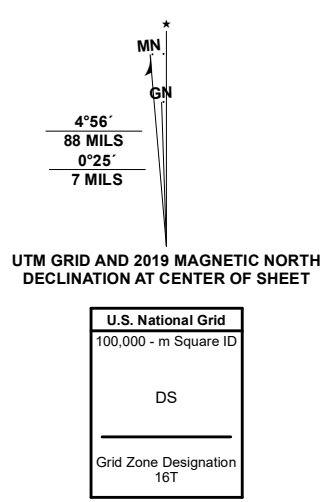 MN
GN
4°56´
88 MILS
0°25´
7 MILS
UTM GRID AND 2019 MAGNETIC NORTH
DECLINATION AT CENTER OF SHEET
U.S. National Grid
100,000 - m Square ID
DS
Grid Zone Designation
16T